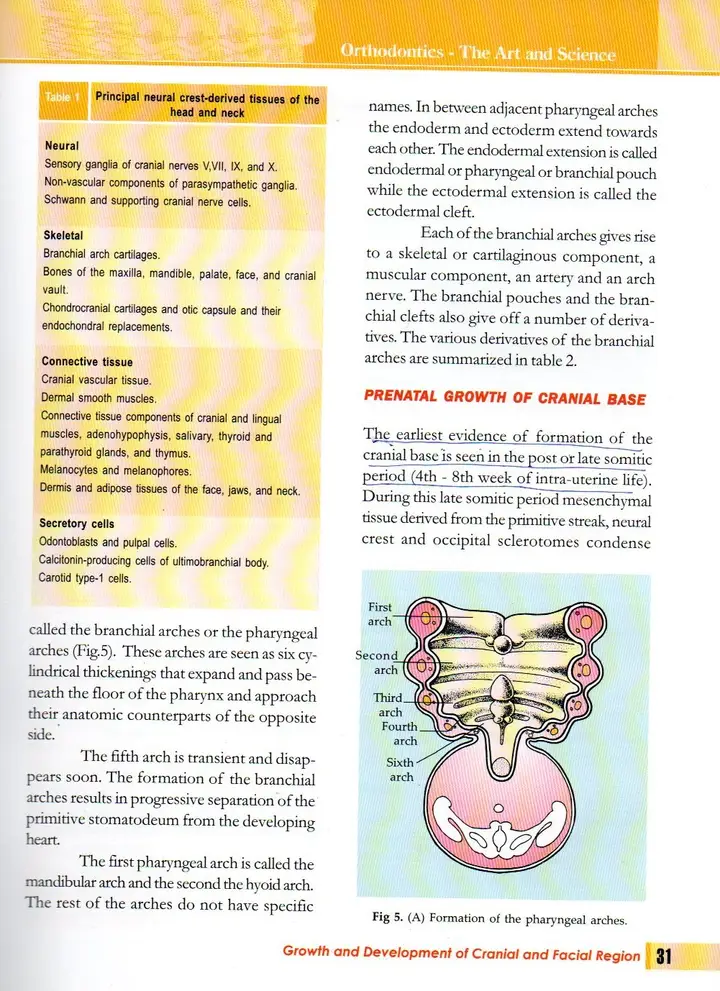 Orthodontics - The Art and Science
Table 1
Principal neural crest-derived tissues of the
head and neck
Neural
Sensory ganglia of cranial nerves V,VII, IX, and X.
Non-vascular components of parasympathetic ganglia.
Schwann and supporting cranial nerve cells.
Skeletal
Branchial arch cartilages.
Bones of the maxilla, mandible, palate, face, and cranial
vault.
Chondrocranial cartilages and otic capsule and their
endochondral replacements.
Connective tissue
Cranial vascular tissue.
Dermal smooth muscles.
Connective tissue components of cranial and lingual
muscles, adenohypophysis, salivary, thyroid and
parathyroid glands, and thymus.
Melanocytes and melanophores.
Dermis and adipose tissues of the face, jaws, and neck.
Secretory cells
Odontoblasts and pulpal cells.
Calcitonin-producing cells of ultimobranchial body.
Carotid type-1 cells.
called the branchial arches or the pharyngeal
arches (Fig.5). These arches are seen as six cy-
lindrical thickenings that expand and pass be-
neath the floor of the pharynx and approach
their anatomic counterparts of the opposite
side.
The fifth arch is transient and disap-
pears soon. The formation of the branchial
arches results in progressive separation of the
primitive stomatodeum from the developing
heart.
The first pharyngeal arch is called the
mandibular arch and the second the hyoid arch.
The rest of the arches do not have specific
names. In between adjacent pharyngeal arches
the endoderm and ectoderm extend towards
each other. The endodermal extension is called
endodermal or pharyngeal or branchial pouch
while the ectodermal extension is called the
ectodermal cleft.
Each of the branchial arches gives rise
to a skeletal or cartilaginous component, a
muscular component, an artery and an arch
nerve. The branchial pouches and the bran-
chial clefts also give off a number of deriva-
tives. The various derivatives of the branchial
arches are summarized in table 2.
PRENATAL GROWTH OF CRANIAL BASE
The earliest evidence of formation of the
cranial base is seen in the post or late somitic
period (4th - 8th week of intra-uterine life).
During this late somitic period mesenchymal
tissue derived from the primitive streak, neural
crest and occipital sclerotomes condense
First
arch
Second
arch
Third
arch
Fourth
arch
Sixth
arch
Fig 5. (A) Formation of the pharyngeal arches.
Growth and Development of Cranial and Facial Region
31